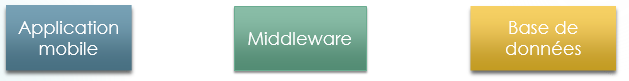 Application
mobile
Middleware
Base de
données